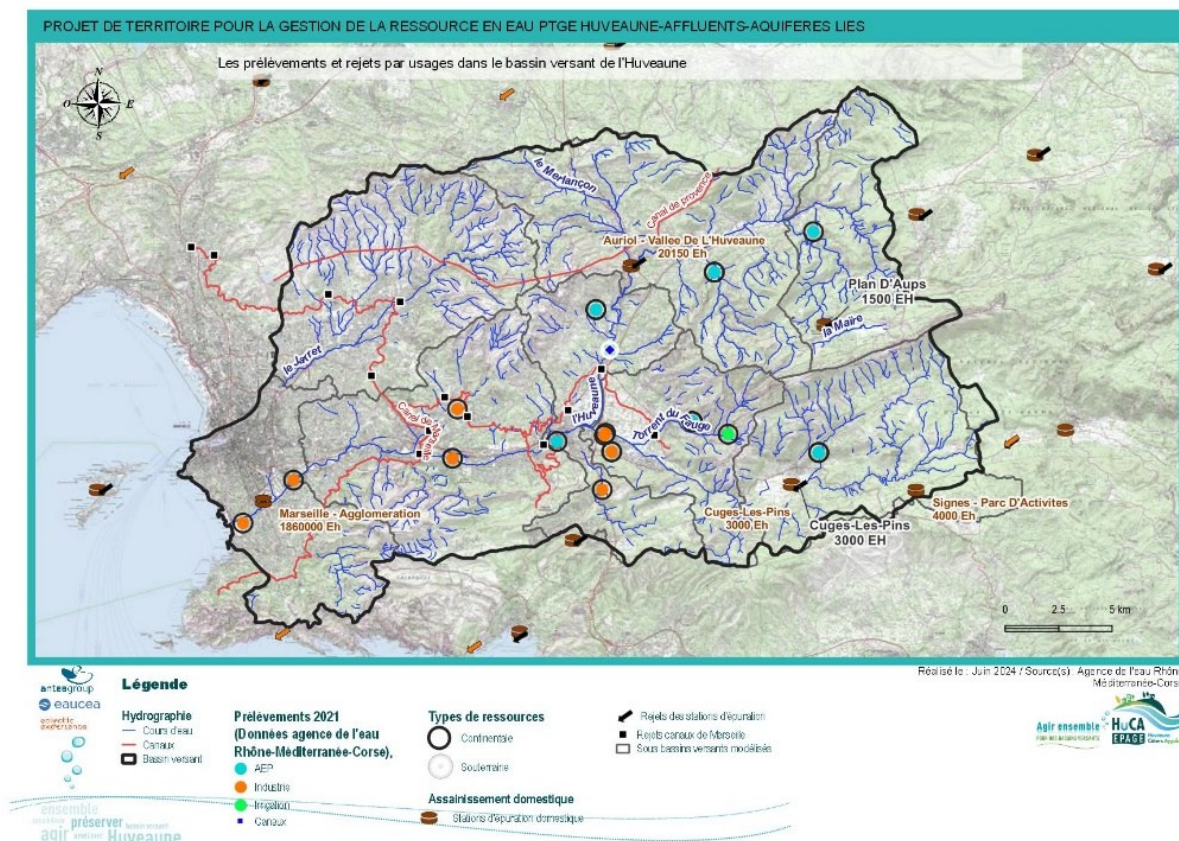 PROJET DE TERRITOIRE POUR LA GESTION DE LA RESSOURCE EN EAU PTGE HUVEAUNE-AFFLUENTS-AQUIFERES LIES
Les prélèvements et rejets par usages dans le bassin versant de l'Huveaune
N
O
E
S
le Merlançon
Canal de provence
Auriol - Vallee De L'Huveaune
20150 Eh
Plan D'Aups
1500 EH
la Maïre
le Jarret
l'Huveaune
Torrent du Fauge
Canal de Marseille
Marseille - Agglomeration
1860000 Eh
Cuges-Les-Pins
3000 Eh
Cuges-Les-Pins
3000 EH
Signes - Parc D'Activites
4000 Eh
0 2.5 5 km
Réalisé le : Juin 2024 / Source(s) : Agence de l'eau Rhône
Méditerranée-Corse
anteagroup
eaucea
Légende
Hydrographie
Cours d'eau
Canaux
Bassin versant
Prélèvements 2021
(Données agence de l'eau
Rhône-Méditerranée-Corse),
AEP
Industrie
Irrigation
Canaux
Types de ressources
Continentale
Souterraine
Assainissement domestique
Stations d'épuration domestique
Rejets des stations d'épuration
Rejets canaux de Marseille
Sous bassins versants modélisés
Agir ensemble
POUR NOS BASSINS VERSANTS
HuCA
EPAGE
ensemble
préserver
agir
Huveaune